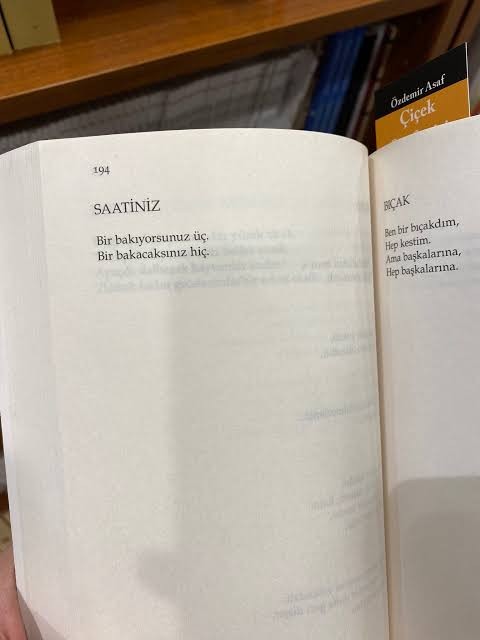 194
SAATİNİZ
Bir bakıyorsunuz üç.
Bir bakacaksınız hiç.
BIÇAK
Ben bir bıçakdım,
Hep kestim.
Ama başkalarına,
Hep başkalarına.
Özdemir Asaf
Çiçek